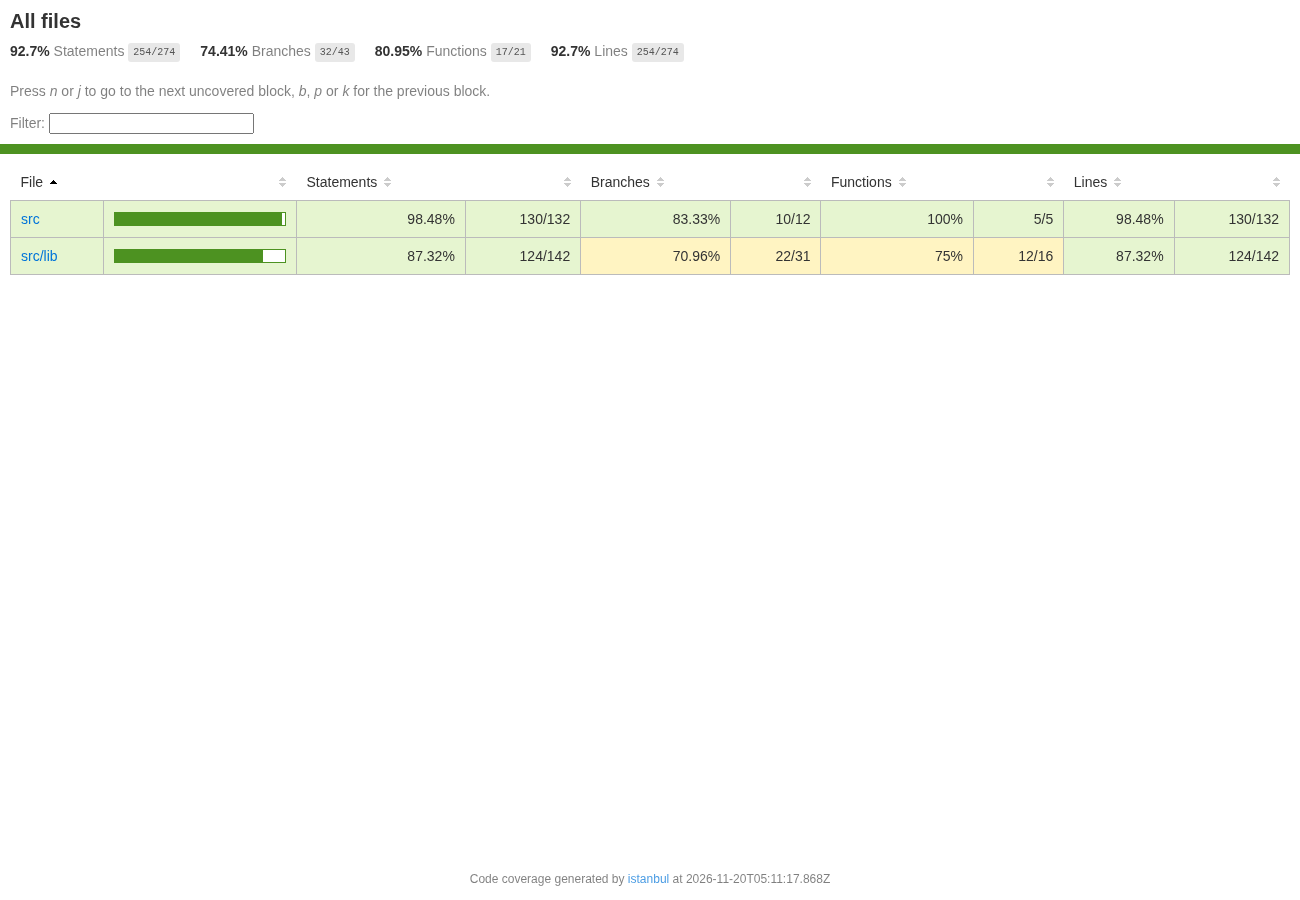 All files
92.7% Statements 254/274 74.41% Branches 32/43 80.95% Functions 17/21 92.7% Lines 254/274
Press n or j to go to the next uncovered block, b, p or k for the previous block.
Filter:
File Statements Branches Functions Lines
src 98.48% 130/132 83.33% 10/12 100% 5/5 98.48% 130/132
src/lib 87.32% 124/142 70.96% 22/31 75% 12/16 87.32% 124/142
Code coverage generated by istanbul at 2026-11-20T05:11:17.868Z